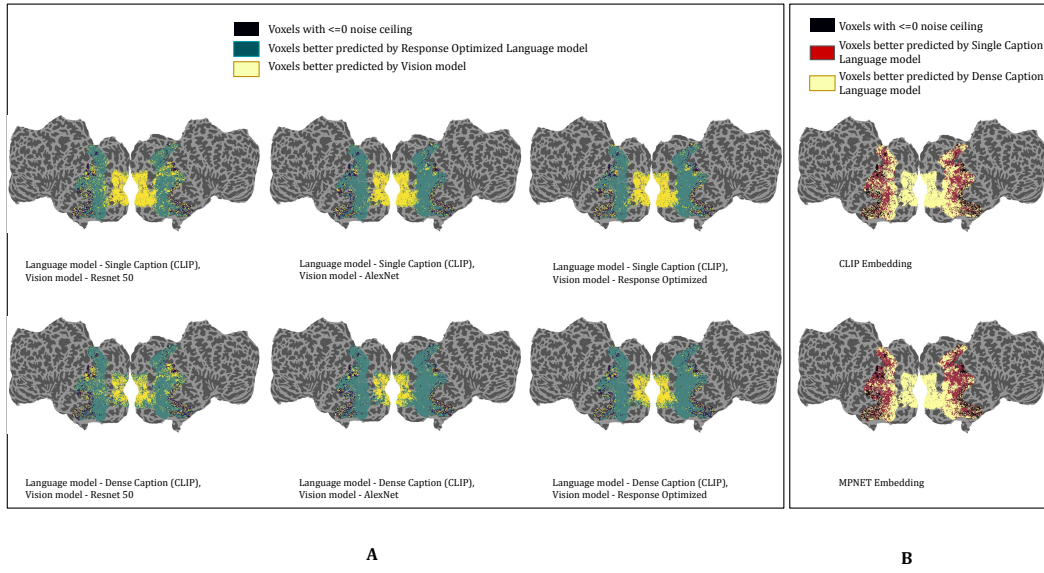 Voxels with <=0 noise ceiling
Voxels better predicted by Response Optimized Language model
Voxels better predicted by Vision model
Language model - Single Caption (CLIP),
Vision model - Resnet 50
Language model - Single Caption (CLIP),
Vision model - AlexNet
Language model - Single Caption (CLIP),
Vision model - Response Optimized
Language model - Dense Caption (CLIP),
Vision model - Resnet 50
Language model - Dense Caption (CLIP),
Vision model - AlexNet
Language model - Dense Caption (CLIP),
Vision model - Response Optimized
A
Voxels with <=0 noise ceiling
Voxels better predicted by Single Caption
Language model
Voxels better predicted by Dense Caption
Language model
CLIP Embedding
MPNET Embedding
B